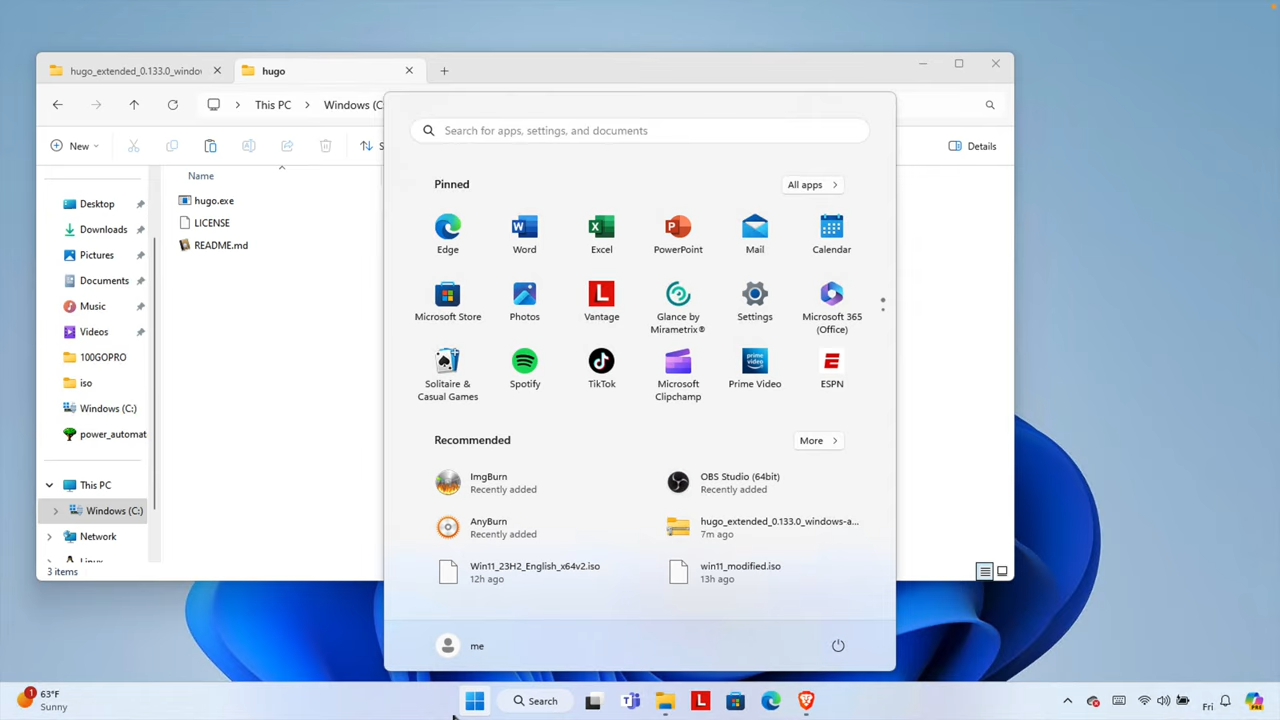 hugo_extended_0.133.0_windov
hugo
This PC
Windows (C
New
S
Details
Name
Desktop
Downloads
Pictures
Documents
Music
Videos
100GOPRO
iso
Windows (C:)
power_automat
This PC
Windows (C:)
Network
Linux
3 items
hugo.exe
LICENSE
README.md
Search for apps, settings, and documents
Pinned
All apps
Edge
Word
Excel
PowerPoint
Mail
Calendar
Microsoft Store
Photos
Vantage
Glance by
Mirametrix®
Settings
Microsoft 365
(Office)
Solitaire &
Casual Games
Spotify
TikTok
Microsoft
Clipchamp
prime video
Prime Video
ESPN
Recommended
More
ImgBurn
Recently added
OBS Studio (64bit)
Recently added
AnyBurn
Recently added
hugo_extended_0.133.0_windows-a...
7m ago
Win11_23H2_English_x64v2.iso
12h ago
win11_modified.iso
13h ago
me
1
63°F
Sunny
Search
Fri